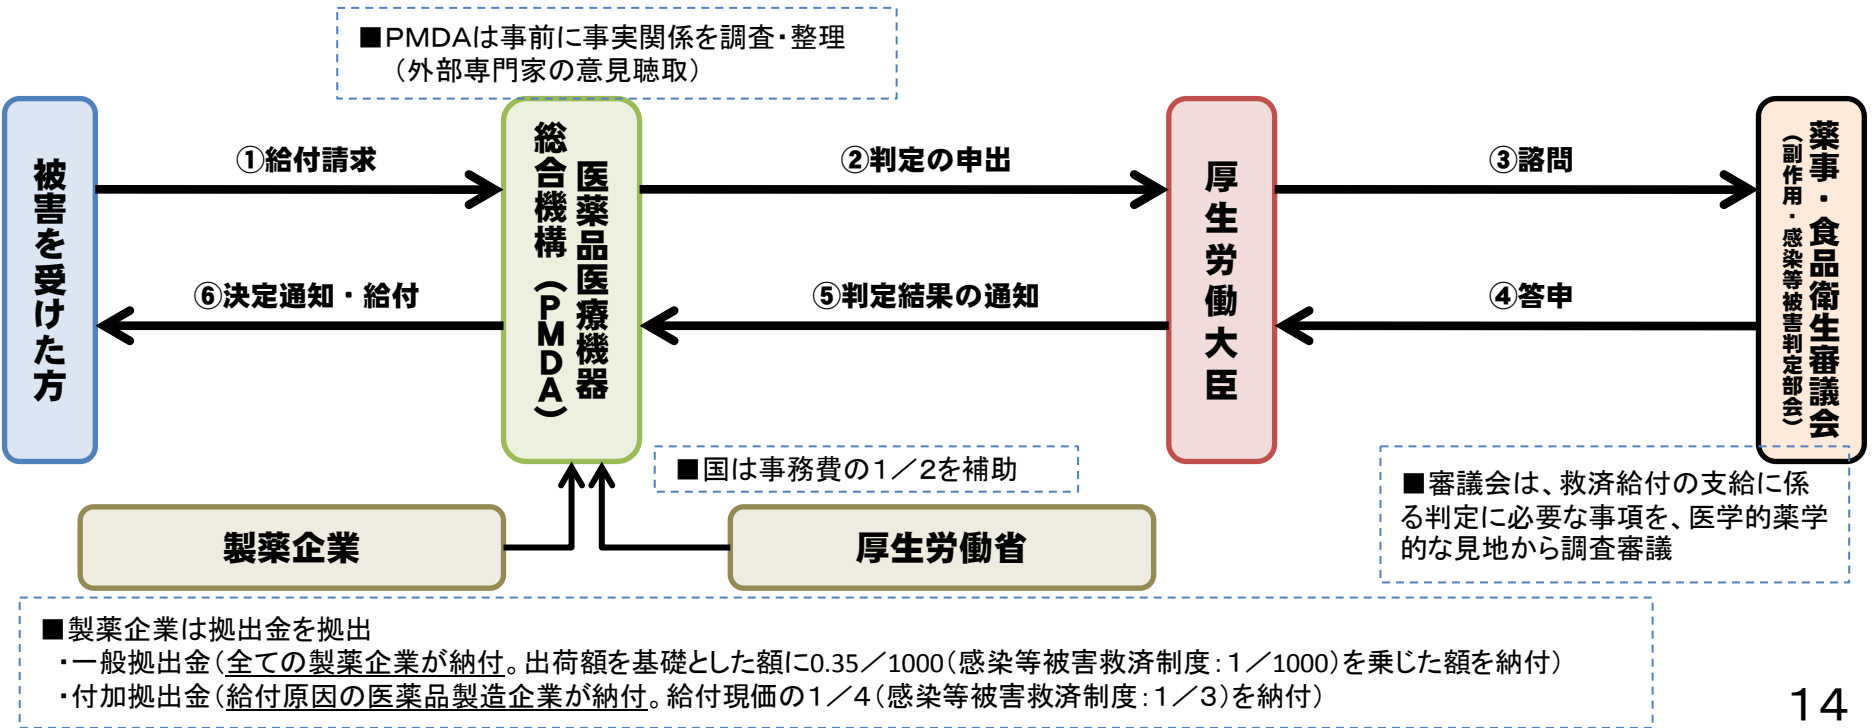 ■PMDAは事前に事実関係を調査・整理
（外部専門家の意見聴取）
被害を受けた方
①給付請求
⑥決定通知・給付
医薬品医療機器
総合機構（PMDA）
②判定の申出
⑤判定結果の通知
厚生労働大臣
③諮問
④答申
薬事・食品衛生審議会
（副作用・感染等被害判定部会）
■国は事務費の1／2を補助
製薬企業
厚生労働省
■審議会は、救済給付の支給に係
る判定に必要な事項を、医学的薬学
的な見地から調査審議
■製薬企業は拠出金を拠出
・一般拠出金（全ての製薬企業が納付。出荷額を基礎とした額に0.35／1000（感染等被害救済制度：1／1000）を乗じた額を納付）
・付加拠出金（給付原因の医薬品製造企業が納付。給付現価の1／4（感染等被害救済制度：1／3）を納付）
14